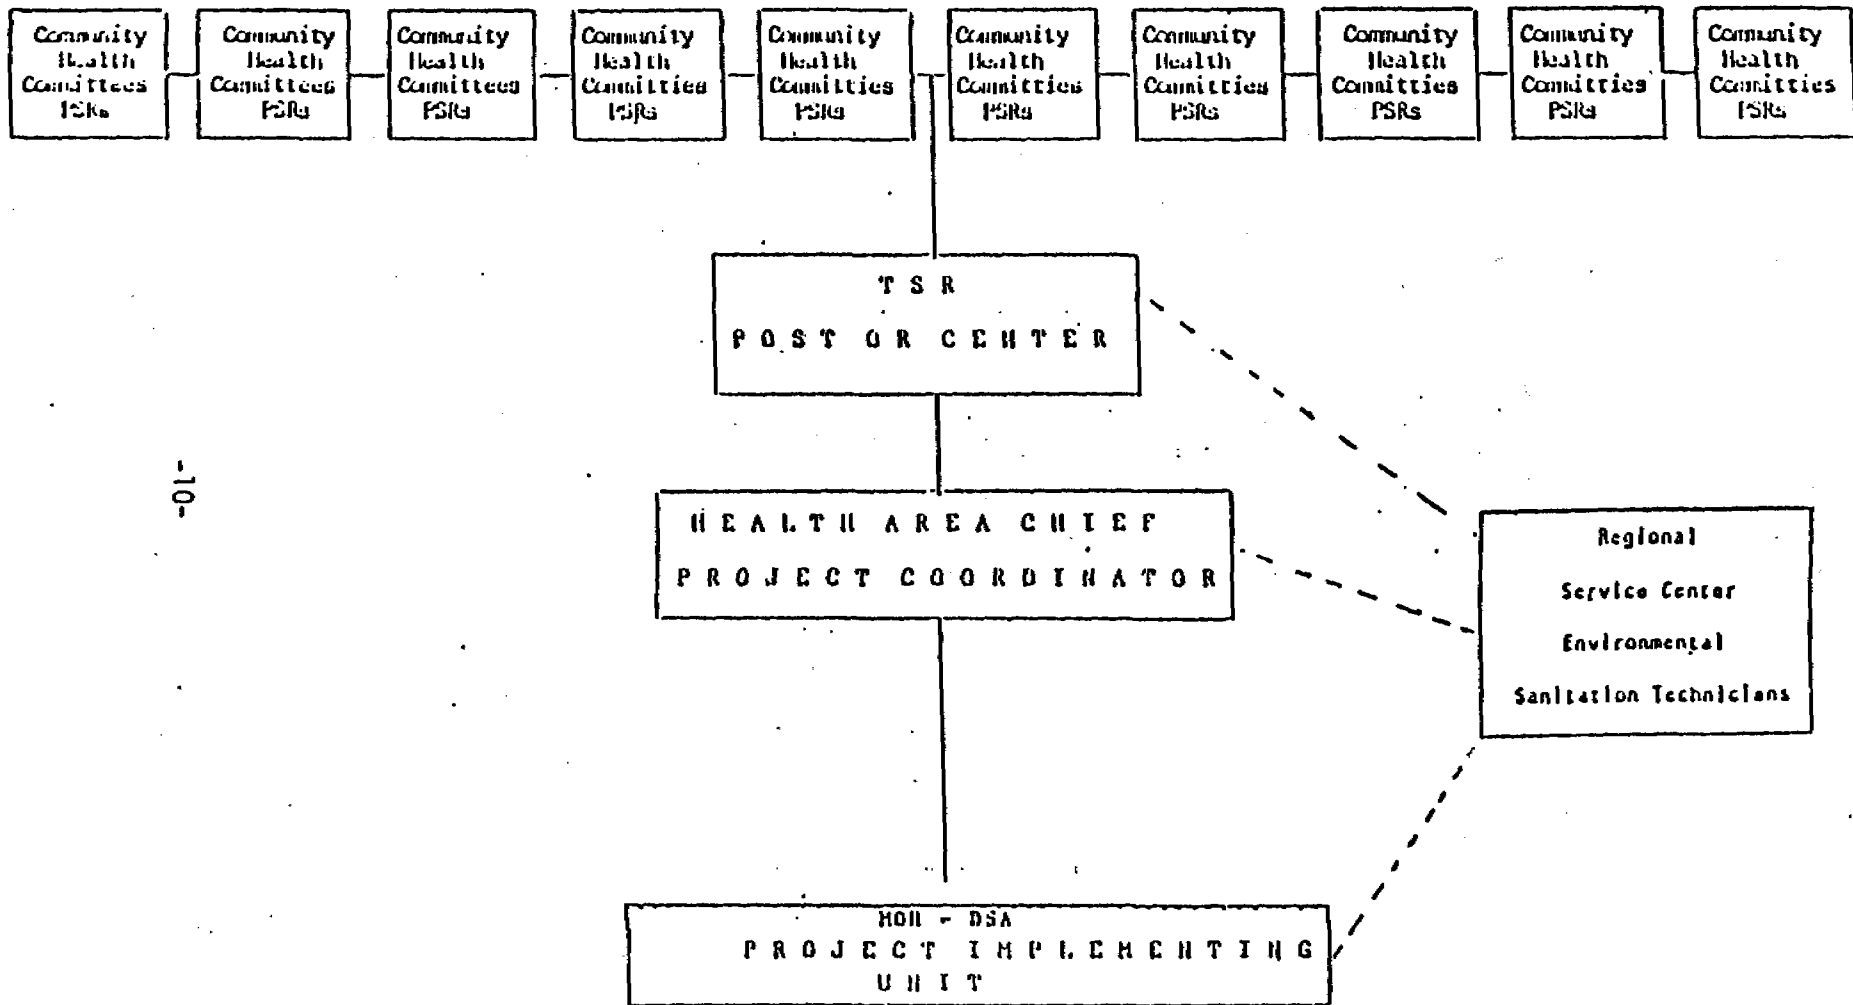 Community
Health
Committees
PSRs
Community
Health
Committees
PSRs
Community
Health
Committees
PSRs
Community
Health
Committies
PSRs
Community
Health
Committies
PSRs
Community
Health
Committies
PSRs
Community
Health
Committies
PSRs
Community
Health
Committies
PSRs
Community
Health
Committies
PSRs
Community
Health
Committies
PSRs
T S R
P O S T O R C E N T E R
H E A L T H A R E A C H I E F
P R O J E C T C O O R D I N A T O R
Regional
Service Center
Environmental
Sanitation Technicians
MOH - DSA
P R O J E C T I M P L E M E N T I N G
U N I T
-10-